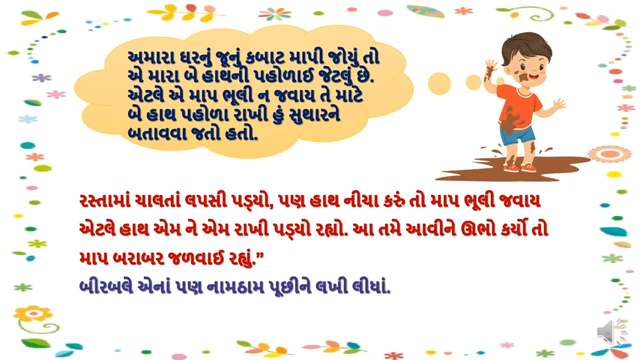 અમારા ઘરનું જૂનું કબાટ માપી જોયું તો
એ મારા બે હાથની પહોળાઈ જેટલું છે.
એટલે એ માપ ભૂલી ન જવાય તે માટે
બે હાથ પહોળા રાખી હું સુથારને
બતાવવા જતો હતો.
રસ્તામાં ચાલતાં લપસી પડ્યો, પણ હાથ નીચા કરું તો માપ ભૂલી જવાય
એટલે હાથ એમ ને એમ રાખી પડ્યો રહ્યો. આ તમે આવીને ઊભો કર્યો તો
માપ બરાબર જળવાઈ રહ્યું.”
બીરબલે એનાં પણ નામઠામ પૂછીને લખી લીધાં.